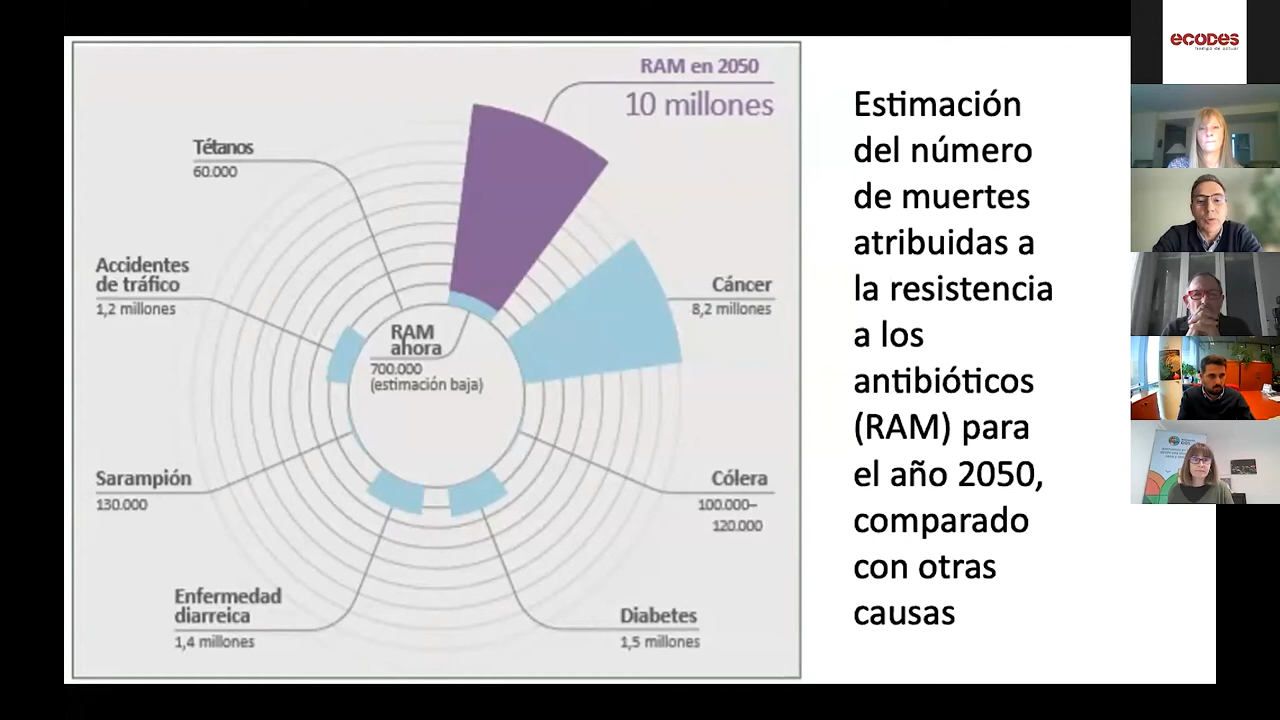 RAM en 2050
10 millones
Tétanos
60.000
Accidentes
de tráfico
1,2 millones
Cáncer
8,2 millones
RAM
ahora
700.000
(estimación baja)
Sarampión
130.000
Cólera
100.000–
120.000
Enfermedad
diarreica
1,4 millones
Diabetes
1,5 millones
Estimación
del número
de muertes
atribuidas a
la resistencia
a los
antibióticos
(RAM) para
el año 2050,
comparado
con otras
causas
ecodes
tiempo de actuar